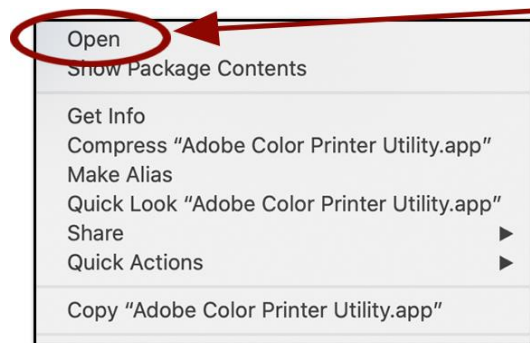 Open
Show Package Contents
Get Info
Compress “Adobe Color Printer Utility.app”
Make Alias
Quick Look “Adobe Color Printer Utility.app”
Share
Quick Actions
Copy “Adobe Color Printer Utility.app”